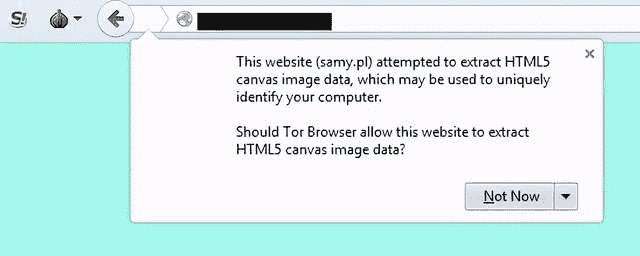 S!
This website (samy.pl) attempted to extract HTML5
canvas image data, which may be used to uniquely
identify your computer.
Should Tor Browser allow this website to extract
HTML5 canvas image data?
Not Now